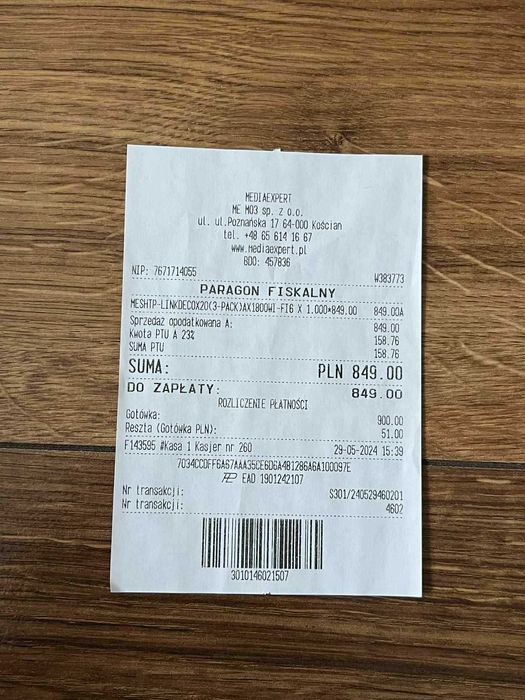 MEDIAEXPERT
ME M03 sp. z o.o.
ul. ul.Poznańska 17 64-000 Kościan
tel. +48 65 614 16 67
www.mediaexpert.pl
BDO: 457836
NIP: 7671714055 W383773
PARAGON FISKALNY
MESHTP-LINKDECOX20(3-PACK)AX1800WI-FI6 X 1.000*849.00 849.00A
Sprzedaż opodatkowana A: 849.00
Kwota PTU A 23% 158.76
SUMA PTU 158.76
SUMA: PLN 849.00
DO ZAPŁATY: 849.00
ROZLICZENIE PŁATNOŚCI
Gotówka: 900.00
Reszta (Gotówka PLN): 51.00
F143595 #Kasa 1 Kasjer nr 260 29-05-2024 15:39
7034CCDFF6A67AAA35CE6D6A4B1286A6A100097E
EAD 1901242107
Nr transakcji: S301/240529460201
Nr transakcji: 4602
3010146021507